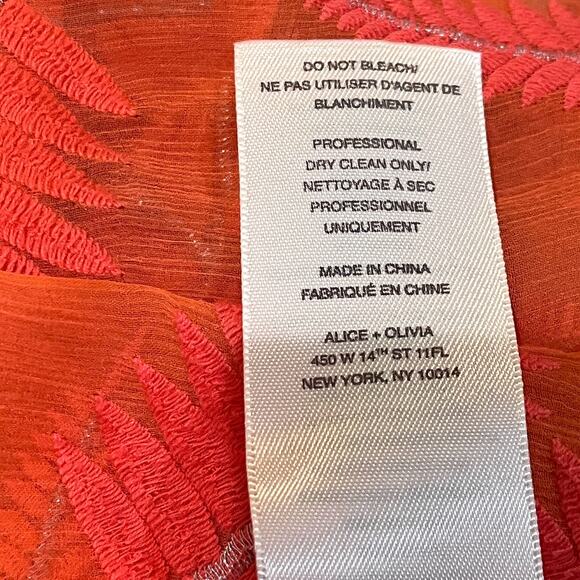 DO NOT BLEACH/
NE PAS UTILISER D'AGENT DE
BLANCHIMENT
PROFESSIONAL
DRY CLEAN ONLY/
NETTOYAGE À SEC
PROFESSIONNEL
UNIQUEMENT
MADE IN CHINA
FABRIQUÉ EN CHINE
ALICE + OLIVIA
450 W 14TH ST 11FL
NEW YORK, NY 10014